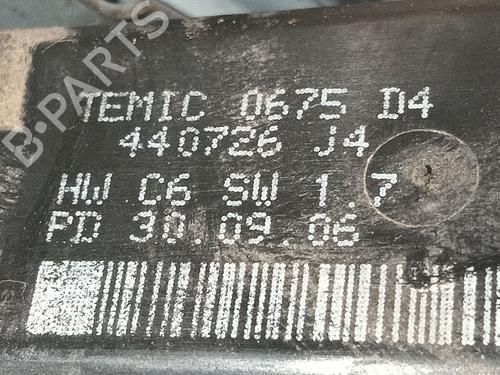 B-PARTS
TEMIC 0675 D4
440726 J4
HW C6 SW 1.7
PD 30.09.06